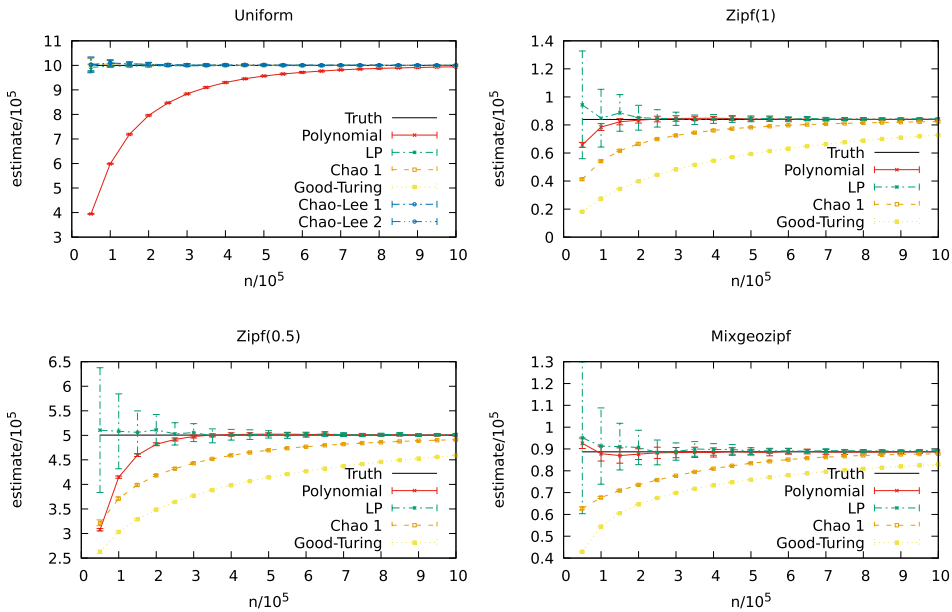 Uniform
estimate/10^5
11
10
9
8
7
6
5
4
3
Truth
Polynomial
LP
Chao 1
Good-Turing
Chao-Lee 1
Chao-Lee 2
0 1 2 3 4 5 6 7 8 9 10
n/10^5
Zipf(1)
estimate/10^5
1.4
1.2
1
0.8
0.6
0.4
0.2
0
Truth
Polynomial
LP
Chao 1
Good-Turing
0 1 2 3 4 5 6 7 8 9 10
n/10^5
Zipf(0.5)
estimate/10^5
6.5
6
5.5
5
4.5
4
3.5
3
2.5
Truth
Polynomial
LP
Chao 1
Good-Turing
0 1 2 3 4 5 6 7 8 9 10
n/10^5
Mixgeozipf
estimate/10^5
1.3
1.2
1.1
1
0.9
0.8
0.7
0.6
0.5
0.4
Truth
Polynomial
LP
Chao 1
Good-Turing
0 1 2 3 4 5 6 7 8 9 10
n/10^5